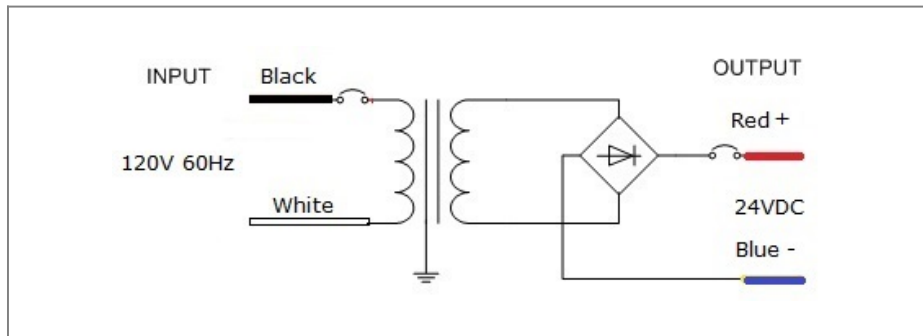 INPUT
Black
OUTPUT
Red +
120V 60Hz
White
24VDC
Blue -